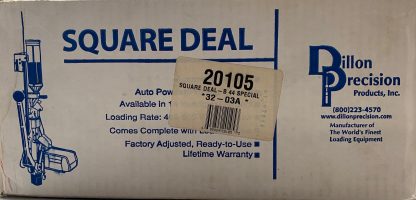 SQUARE DEAL
20105
SQUARE DEAL-B 44 SPECIAL
*32-03A*
Auto Pow
Available in 1
Loading Rate: 4
Comes Complete with
Factory Adjusted, Ready-to-Use
Lifetime Warranty
Dillon
Precision
Products, Inc.
(800)223-4570
www.dillonprecision.com
Manufacturer of
The World's Finest
Loading Equipment